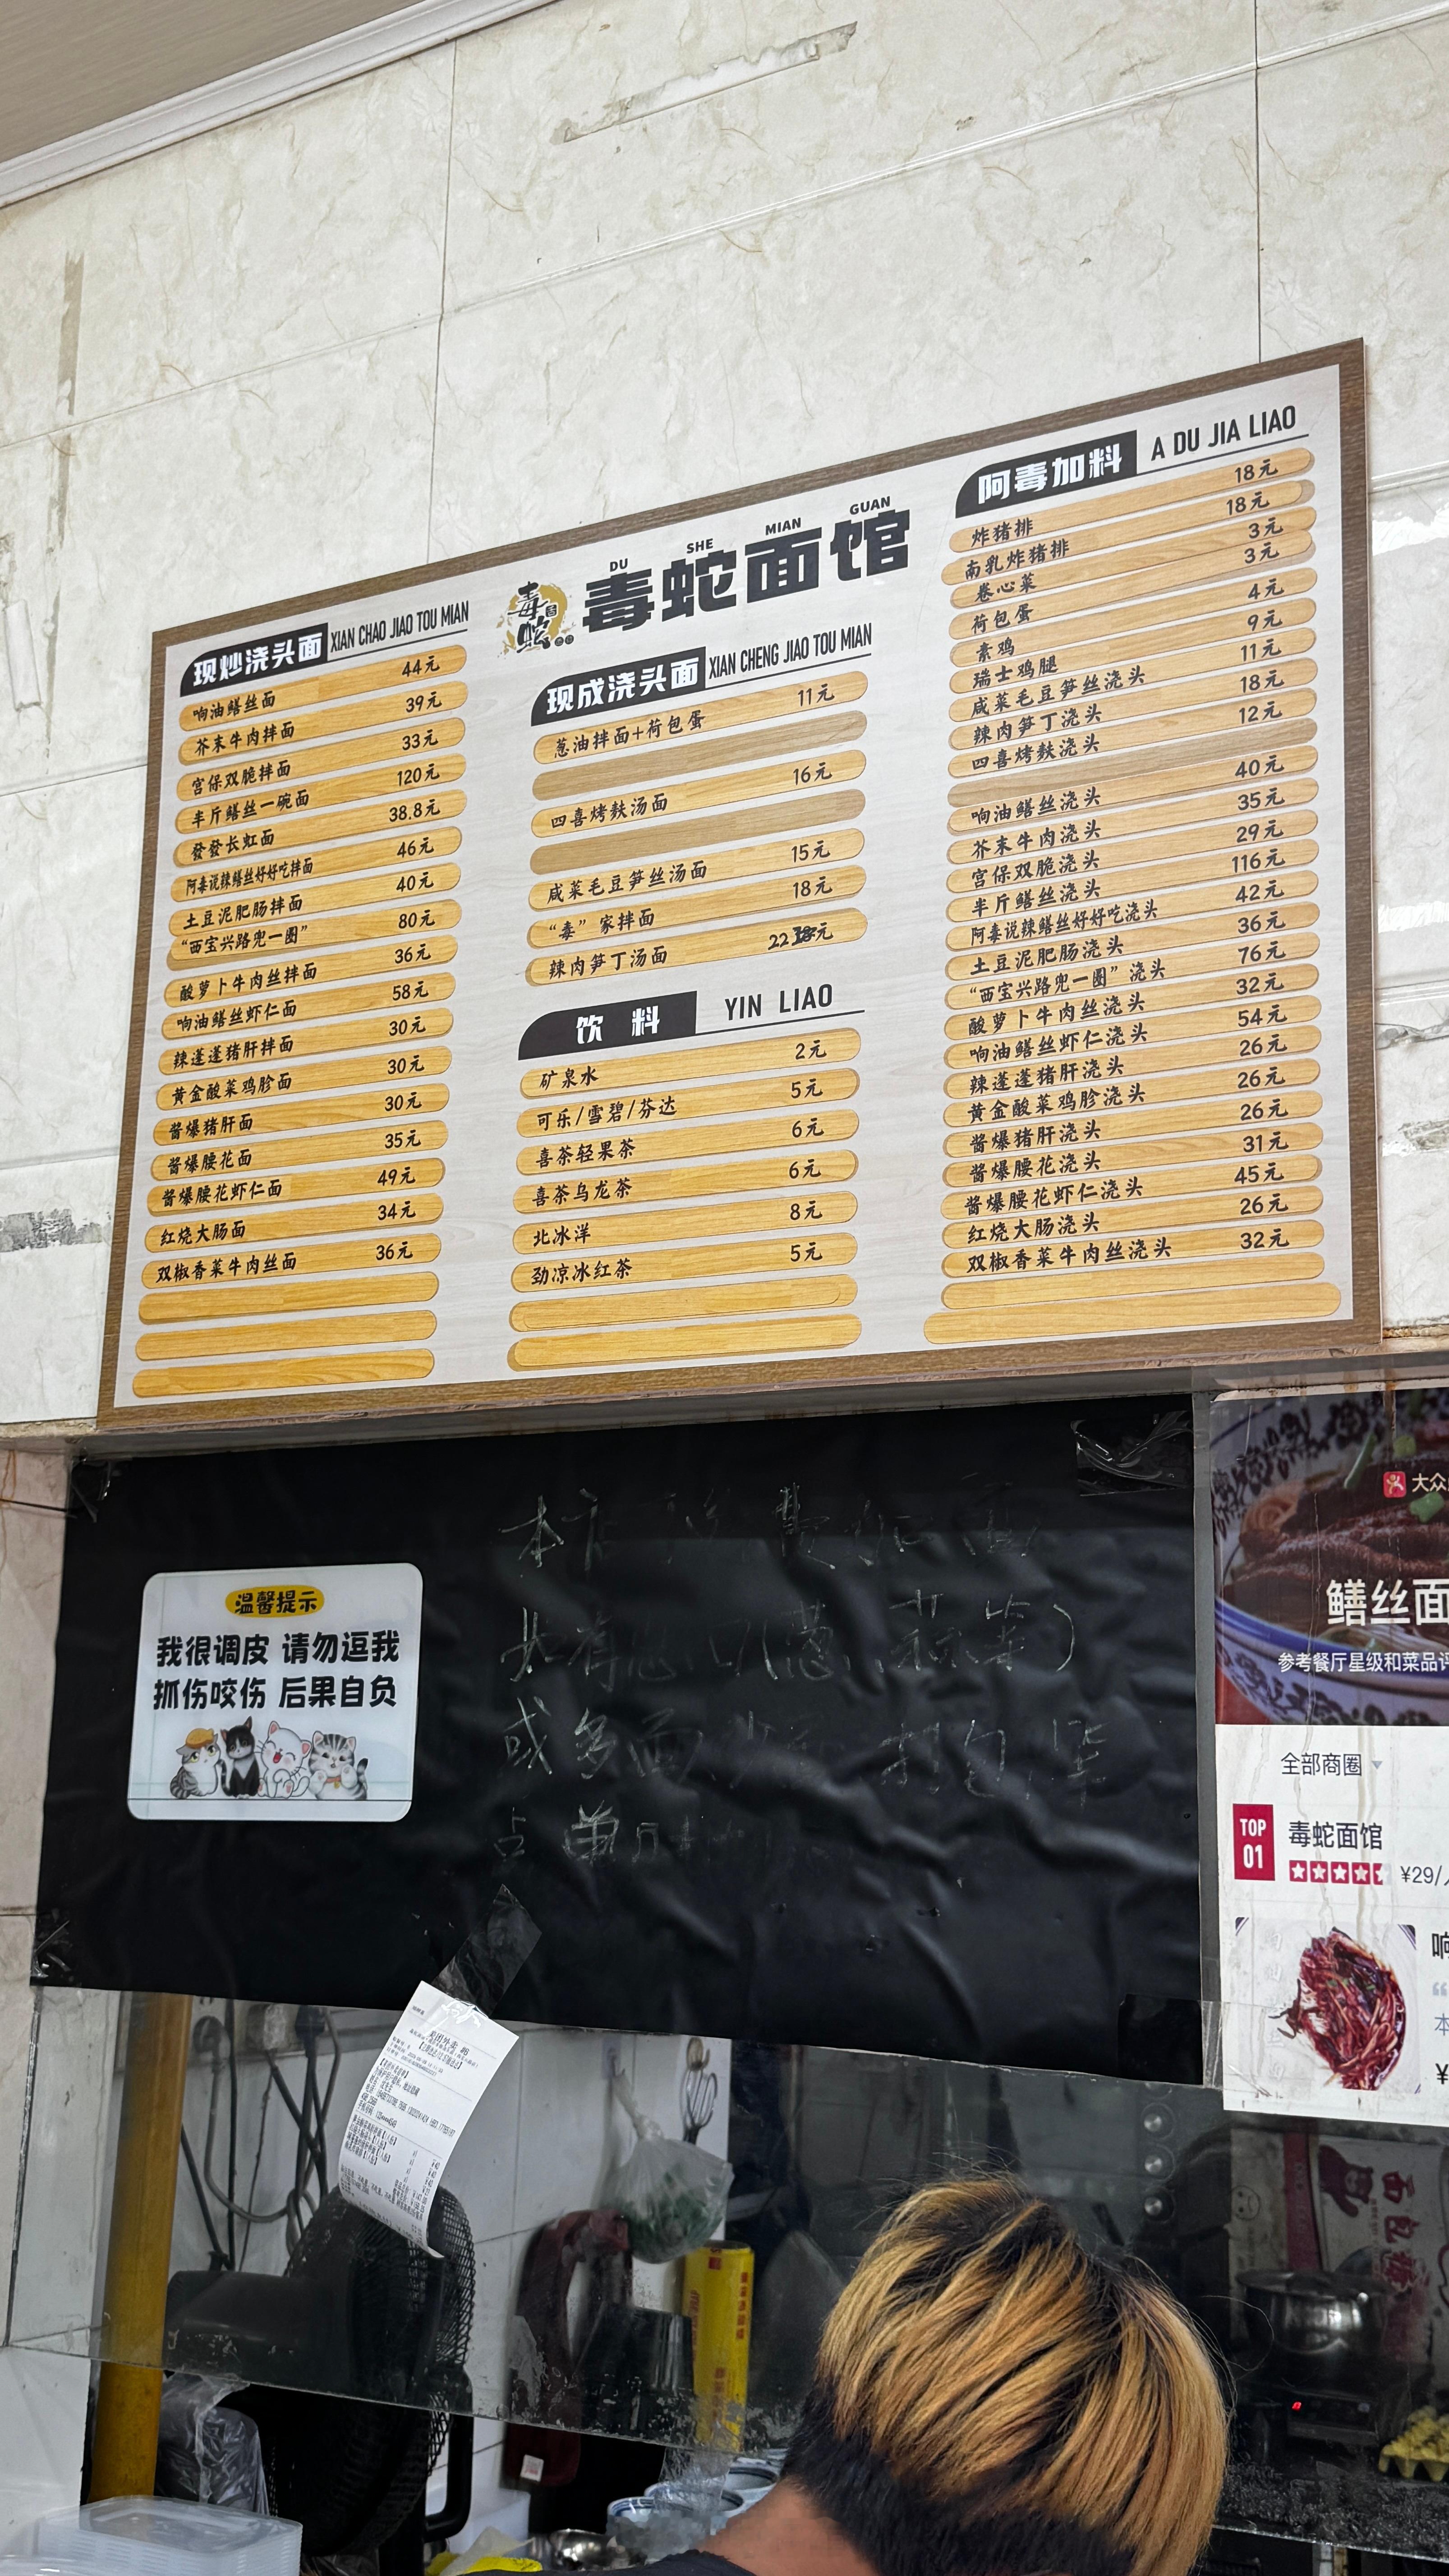 现炒浇头面 XIAN CHAO JIAO TOU MIAN
响油鳝丝面 44元
芥末牛肉拌面 39元
宫保双脆拌面 33元
半斤鳝丝一碗面 120元
發發长虹面 38.8元
阿毒说辣鳝丝好好吃拌面 46元
土豆泥肥肠拌面 40元
“西宝兴路兜一圈” 80元
酸萝卜牛肉丝拌面 36元
响油鳝丝虾仁面 58元
辣蓬蓬猪肝拌面 30元
黄金酸菜鸡胗面 30元
酱爆猪肝面 30元
酱爆腰花面 35元
酱爆腰花虾仁面 49元
红烧大肠面 34元
双椒香菜牛肉丝面 36元
DU SHE MIAN GUAN
毒蛇面馆
毒蛇
现成浇头面 XIAN CHENG JIAO TOU MIAN
葱油拌面+荷包蛋 11元
四喜烤麸汤面 16元
咸菜毛豆笋丝汤面 15元
“毒”家拌面 18元
辣肉笋丁汤面 22元
饮料 YIN LIAO
矿泉水 2元
可乐/雪碧/芬达 5元
喜茶轻果茶 6元
喜茶乌龙茶 6元
北冰洋 8元
劲凉冰红茶 5元
阿毒加料 A DU JIA LIAO
炸猪排 18元
南乳炸猪排 18元
卷心菜 3元
荷包蛋 3元
素鸡 4元
瑞士鸡腿 9元
咸菜毛豆笋丝浇头 11元
辣肉笋丁浇头 18元
四喜烤麸浇头 12元
响油鳝丝浇头 40元
芥末牛肉浇头 35元
宫保双脆浇头 29元
半斤鳝丝浇头 116元
阿毒说辣鳝丝好好吃浇头 42元
土豆泥肥肠浇头 36元
“西宝兴路兜一圈”浇头 76元
酸萝卜牛肉丝浇头 32元
响油鳝丝虾仁浇头 54元
辣蓬蓬猪肝浇头 26元
黄金酸菜鸡胗浇头 26元
酱爆猪肝浇头 26元
酱爆腰花浇头 31元
酱爆腰花虾仁浇头 45元
红烧大肠浇头 26元
双椒香菜牛肉丝浇头 32元
温馨提示
我很调皮 请勿逗我
抓伤咬伤 后果自负
本
(葱、蒜
或多面 打包
点单
大众
鳝丝面
参考餐厅星级和菜品评
全部商圈
TOP 01
毒蛇面馆
¥29/
响
本
¥